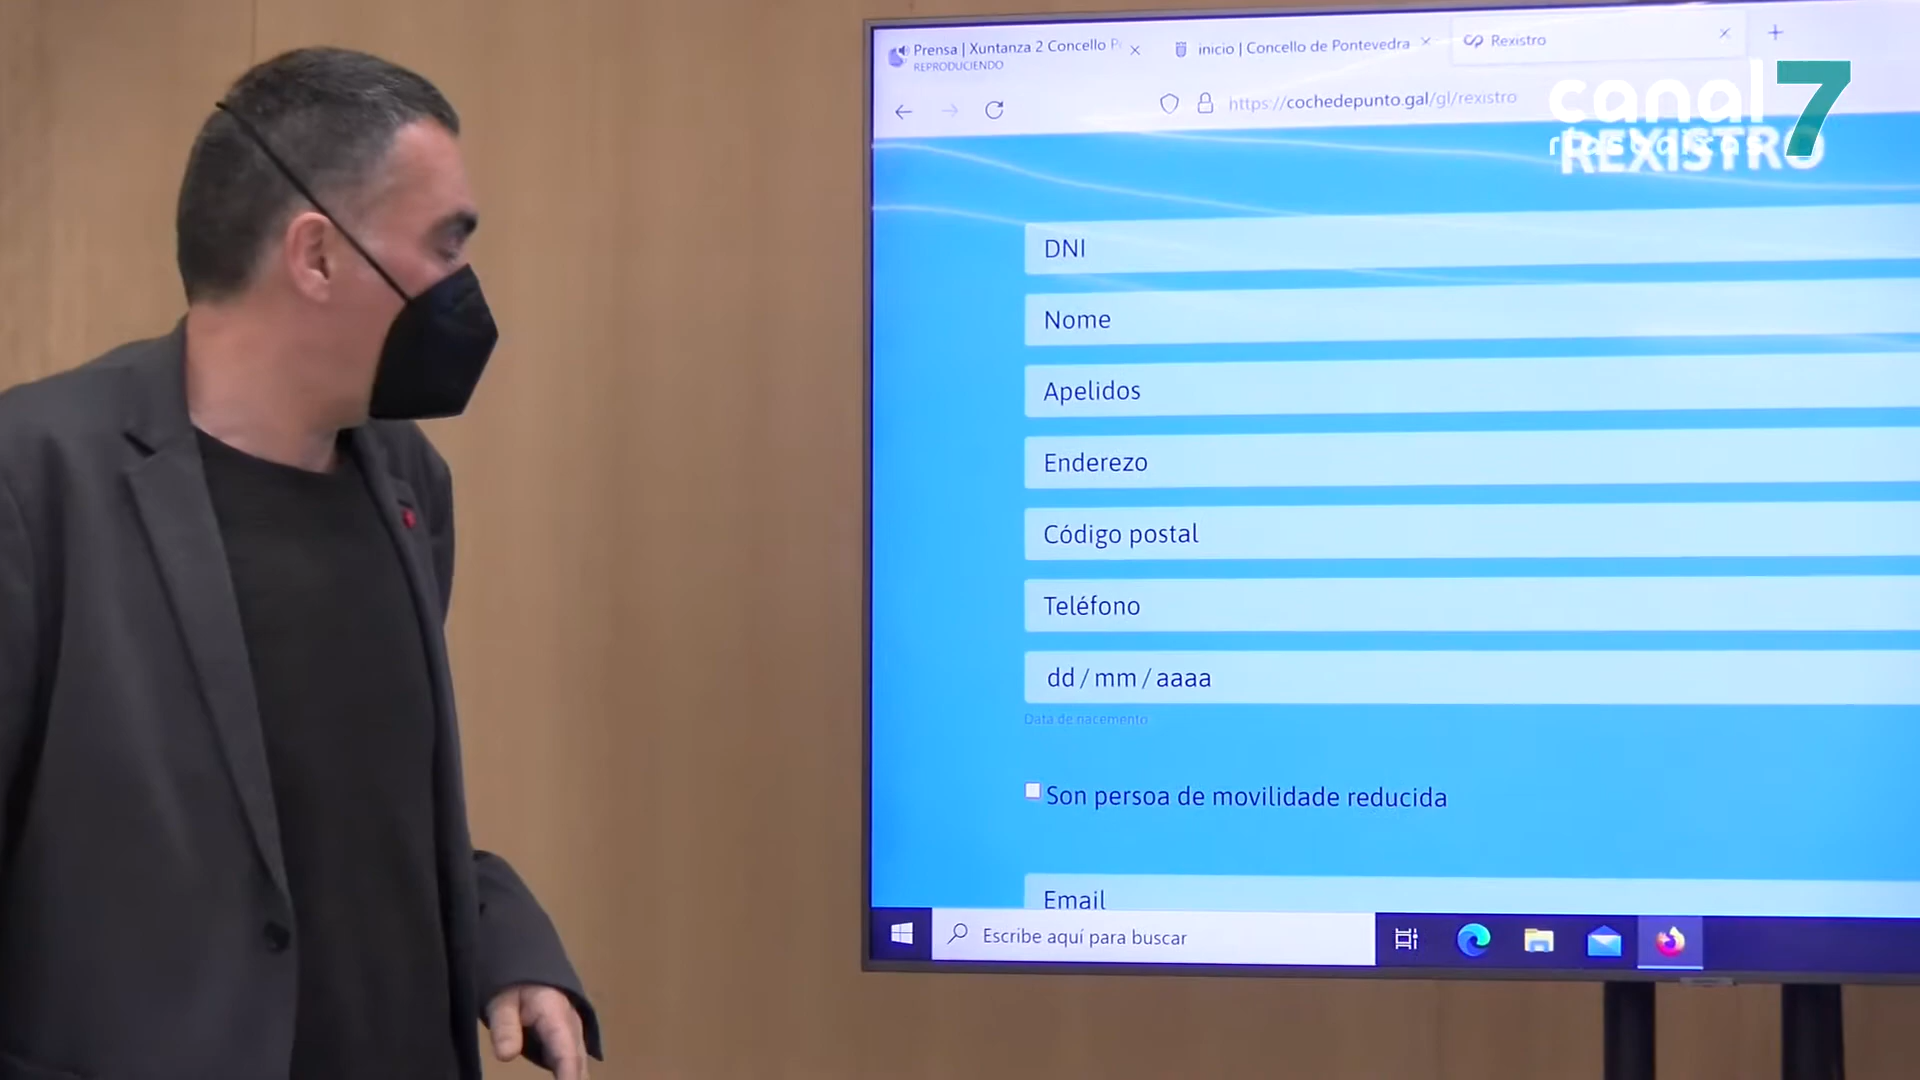 Prensa | Xuntanza 2 Concello P
REPRODUCIENDO
inicio | Concello de Pontevedra
Rexistro
https://cochedepunto.gal/gl/rexistro
canal7
REXISTRO
DNI
Nome
Apelidos
Enderezo
Código postal
Teléfono
dd / mm / aaaa
Data de nacemento
Son persoa de movilidade reducida
Email
Escribe aquí para buscar